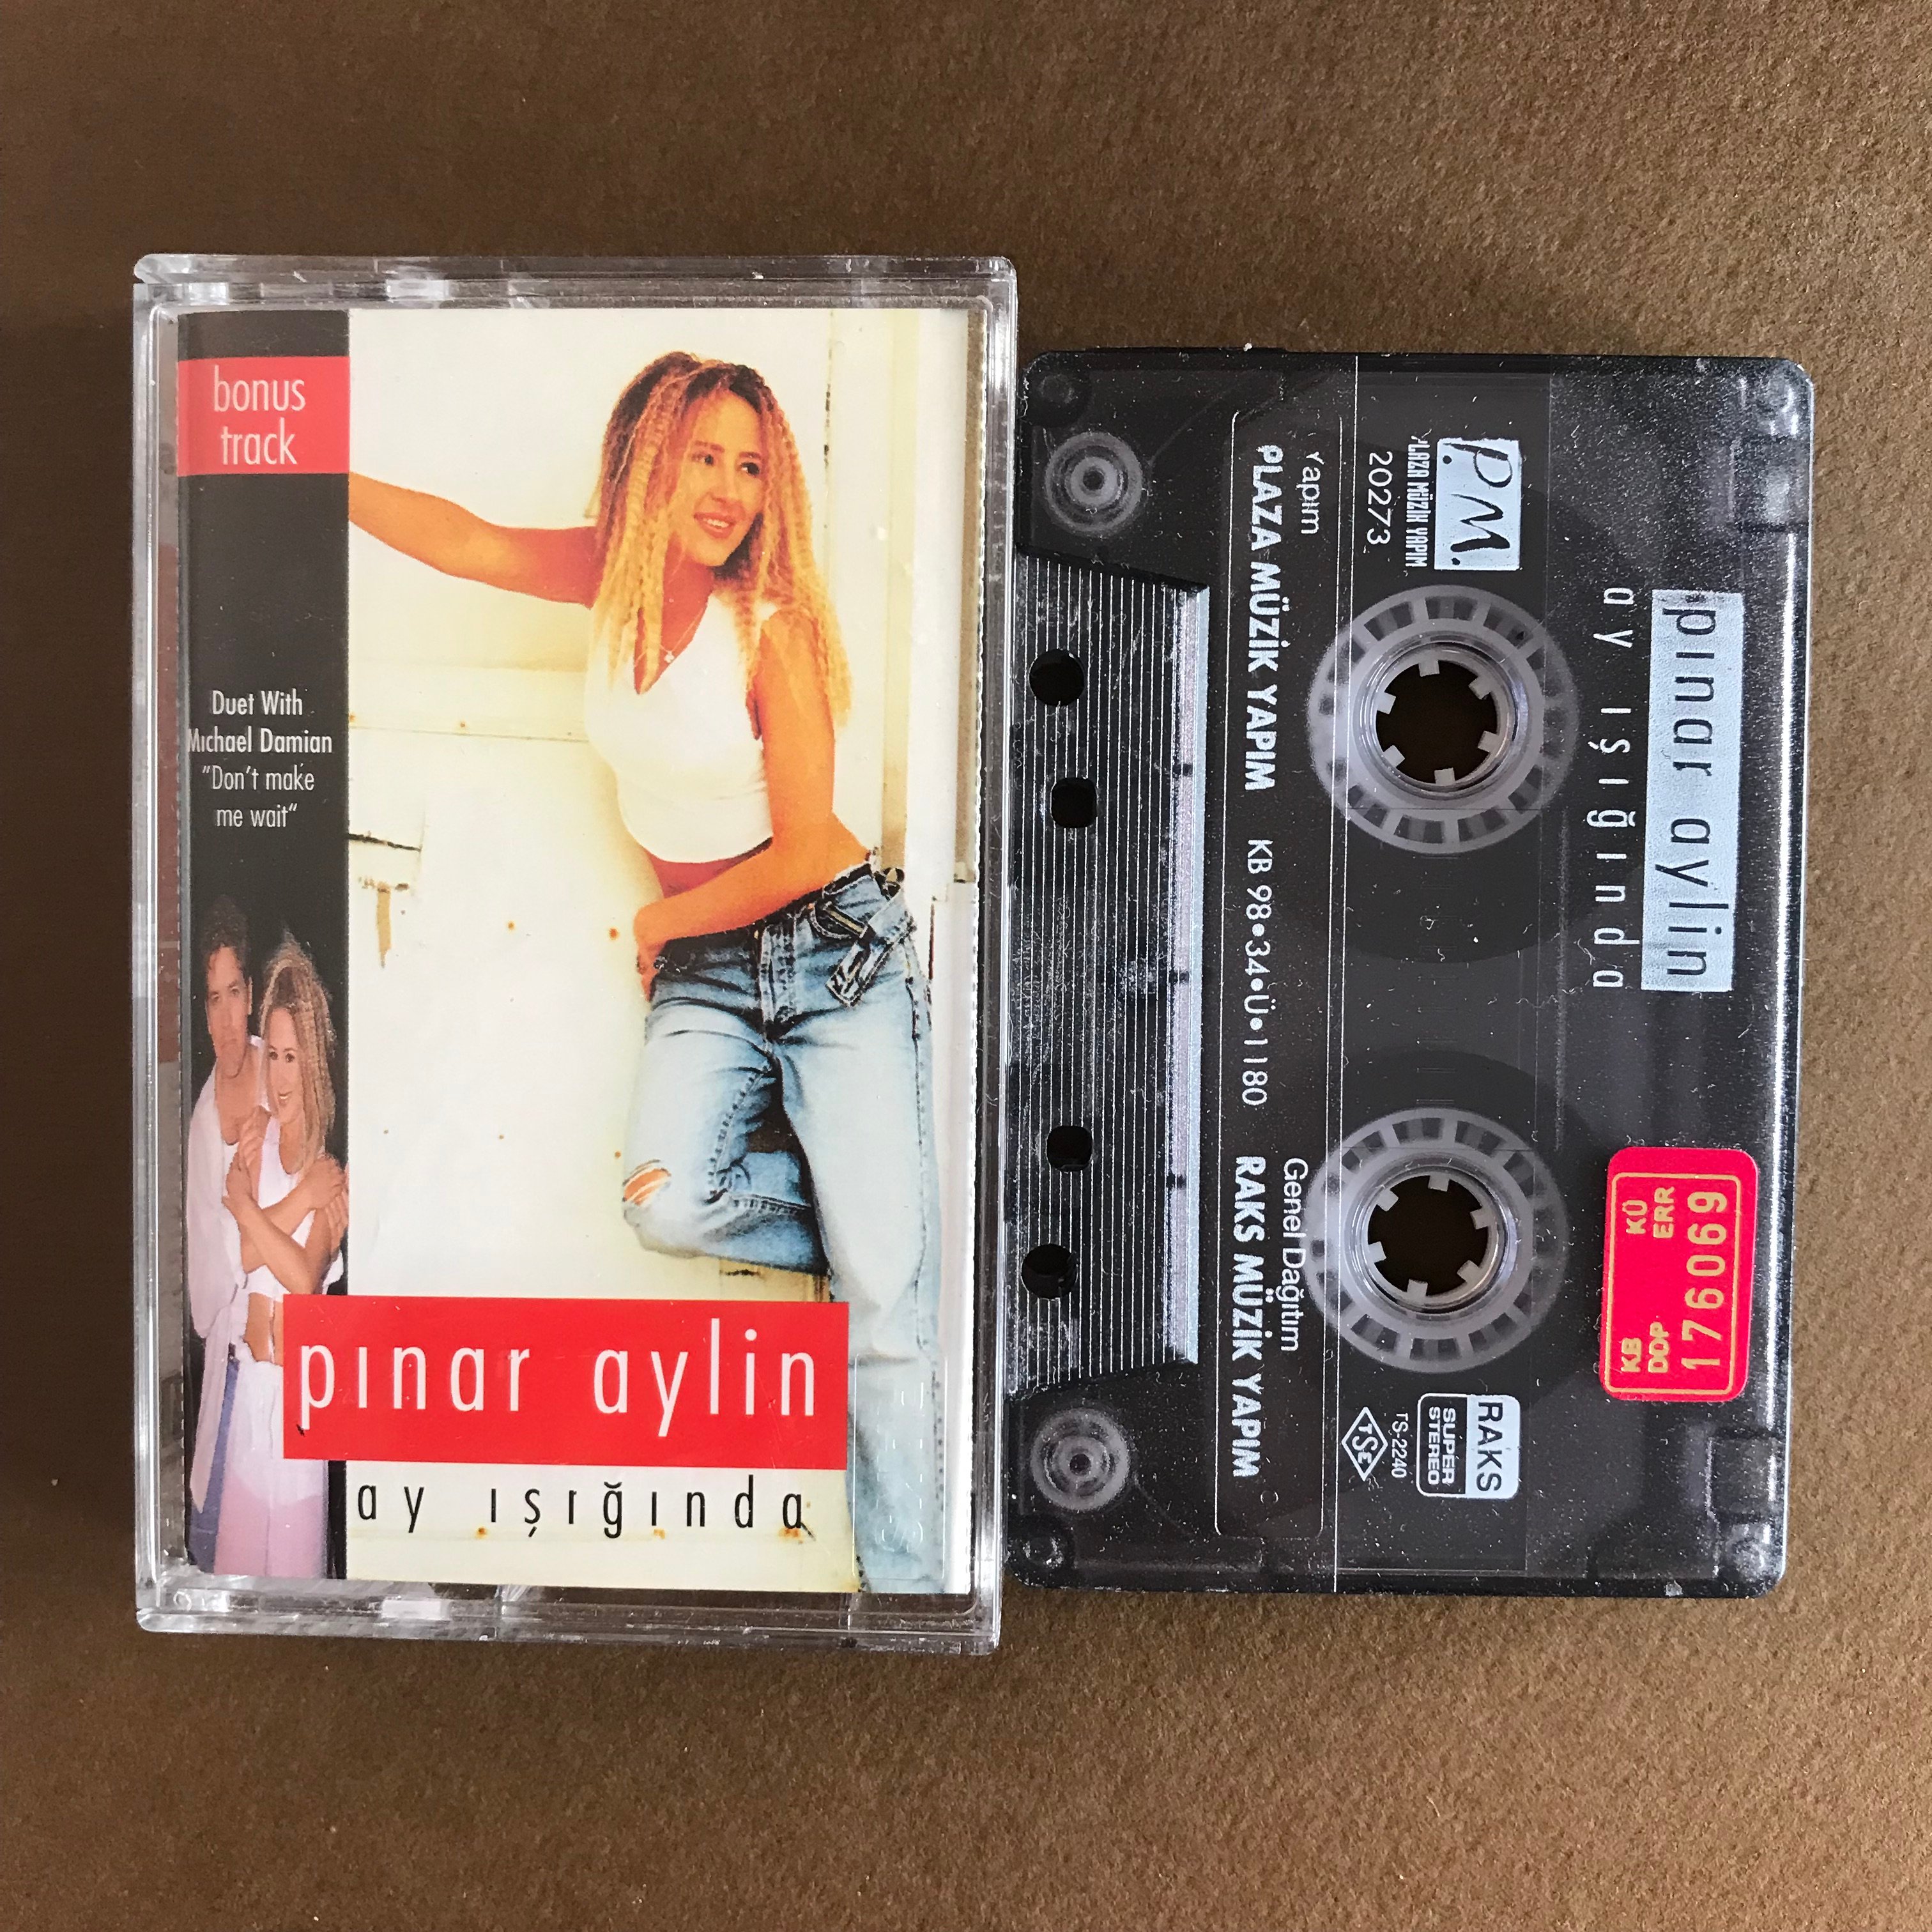 bonus
track
Duet With
Michael Damian
"Don't make
me wait"
pınar aylin
ay ışığında
pınar aylin
ay ışığında
P.M.
PLAZA MÜZİK YAPIM
20273
Yapım
PLAZA MÜZİK YAPIM KB 98•34•Ü•1180
Genel Dağıtım
RAKS MÜZİK YAPIM
KB KÜ
DOP ERR
176069
RAKS
SUPER
STEREO
TS-2240
TSE